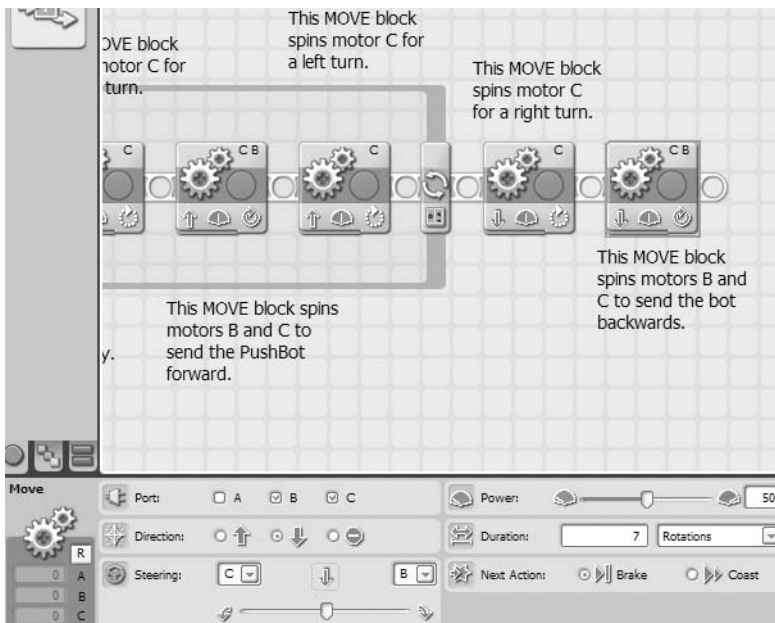 This MOVE block
spins motor C for
a left turn.
OVE block
motor C for
turn.
This MOVE block
spins motor C
for a right turn.
C
C B
C
C
C B
This MOVE block
spins motors B and
C to send the bot
backwards.
This MOVE block spins
motors B and C to
send the PushBot
forward.
y.
Move
R
0 A
0 B
0 C
Port: A B C
Direction:
Steering: C B
Power: 50
Duration: 7 Rotations
Next Action: Brake Coast